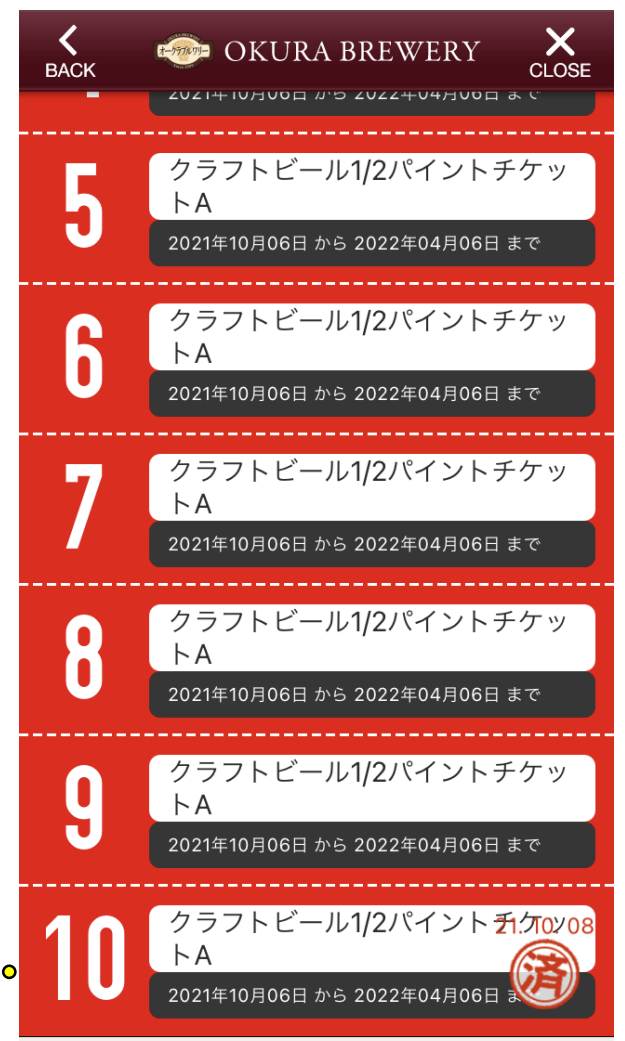 BACK
オークラブルワリー
OKURA BREWERY
CLOSE
2021年10月06日 から 2022年04月06日 まで
5
クラフトビール1/2パイントチケッ
トA
2021年10月06日 から 2022年04月06日 まで
6
クラフトビール1/2パイントチケッ
トA
2021年10月06日 から 2022年04月06日 まで
7
クラフトビール1/2パイントチケッ
トA
2021年10月06日 から 2022年04月06日 まで
8
クラフトビール1/2パイントチケッ
トA
2021年10月06日 から 2022年04月06日 まで
9
クラフトビール1/2パイントチケッ
トA
2021年10月06日 から 2022年04月06日 まで
10
クラフトビール1/2パイントチケッ
トA
21.10.08
済
2021年10月06日 から 2022年04月06日 ま